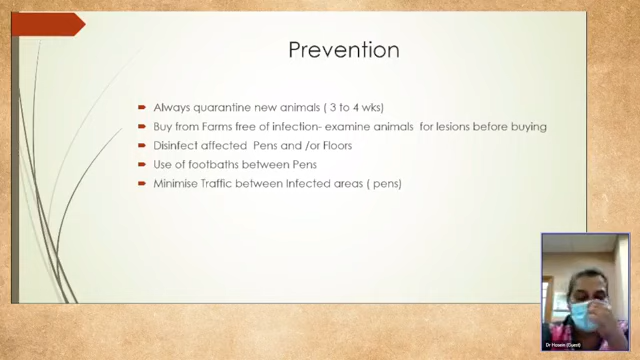 Prevention
Always quarantine new animals ( 3 to 4 wks)
Buy from Farms free of infection- examine animals for lesions before buying
Disinfect affected Pens and /or Floors
Use of footbaths between Pens
Minimise Traffic between Infected areas ( pens)
Dr Hosein (Guest)